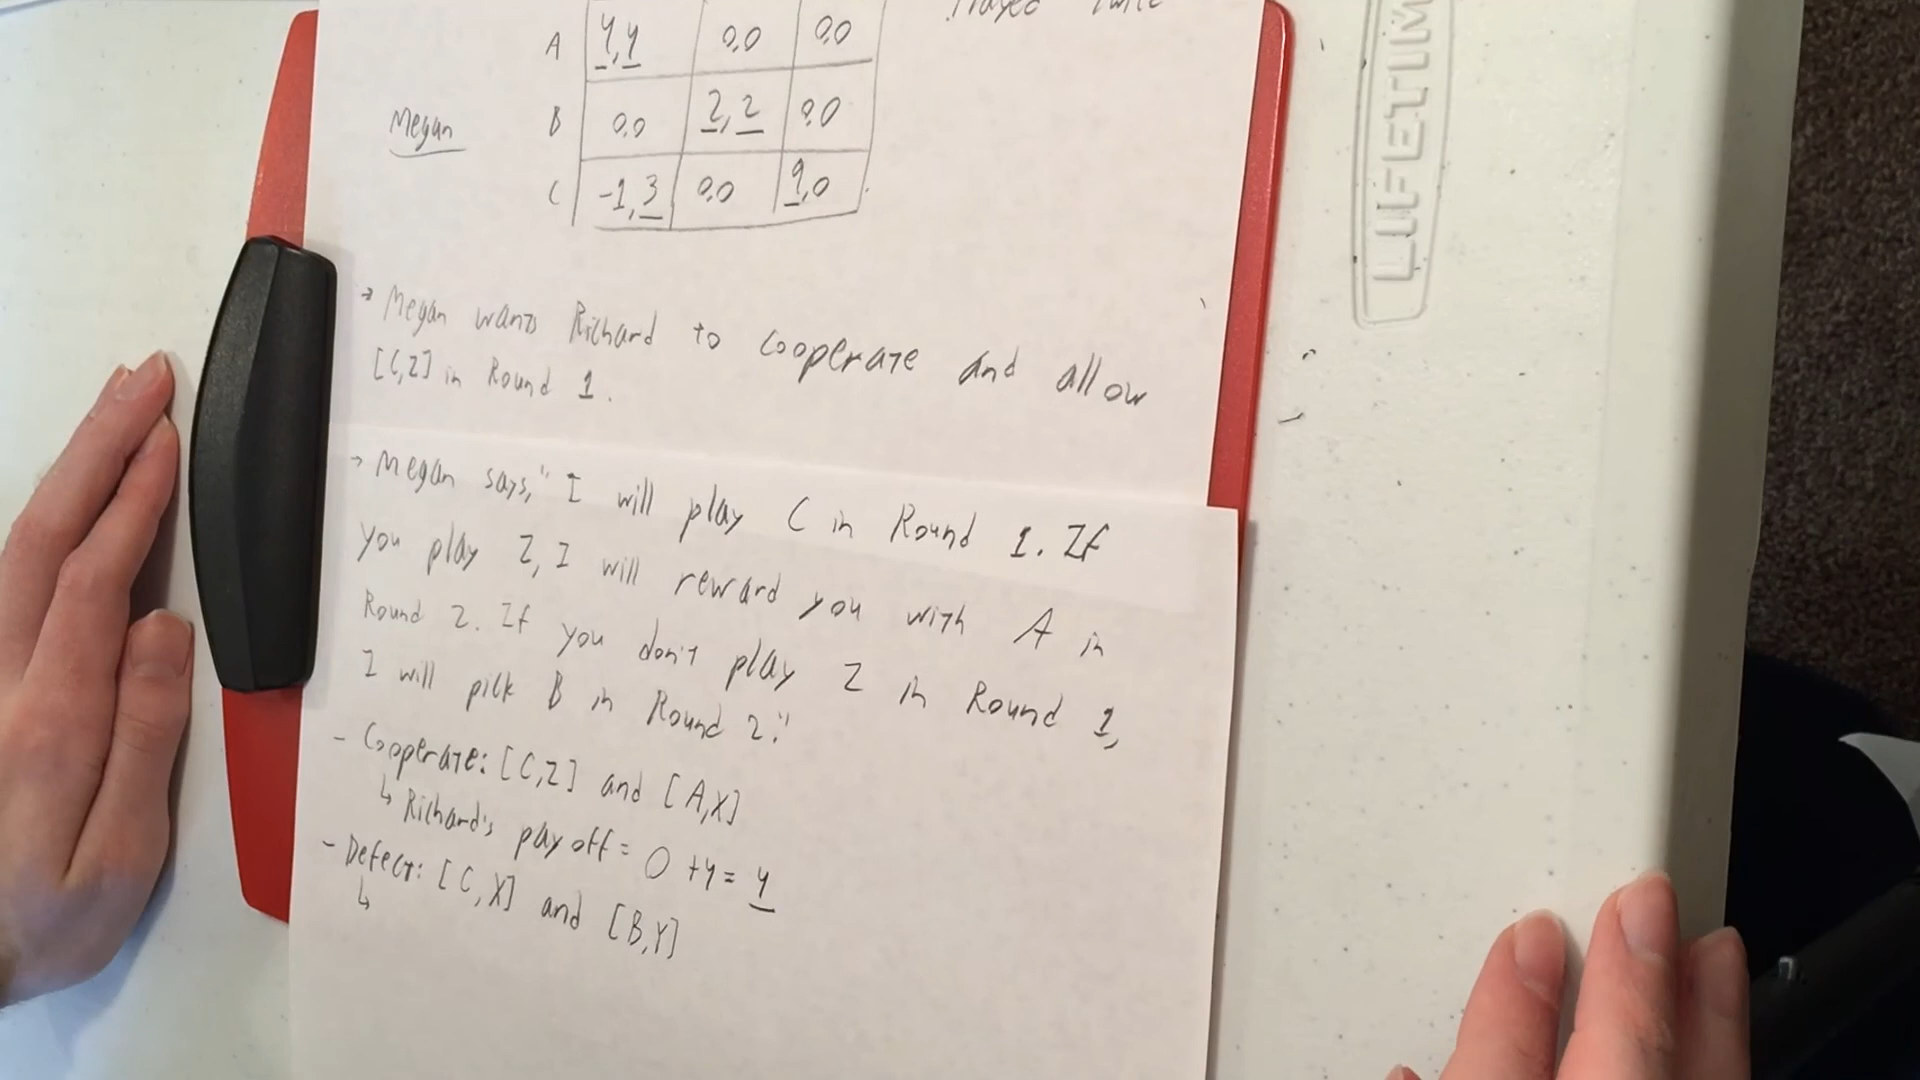 Played Twice
A 4,4 0,0 0,0
Megan B 0,0 2,2 0,0
C -1,3 0,0 9,0
→ Megan wants Richard to cooperate and allow
[C,Z] in Round 1.
→ Megan says, "I will play C in Round 1. If
you play Z, I will reward you with A in
Round 2. If you don't play Z in Round 1,
I will pick B in Round 2."
- Cooperate: [C,Z] and [A,X]
↳ Richard's payoff = 0 + 4 = 4
- Defect: [C,X] and [B,Y]
↳
LIFETIM